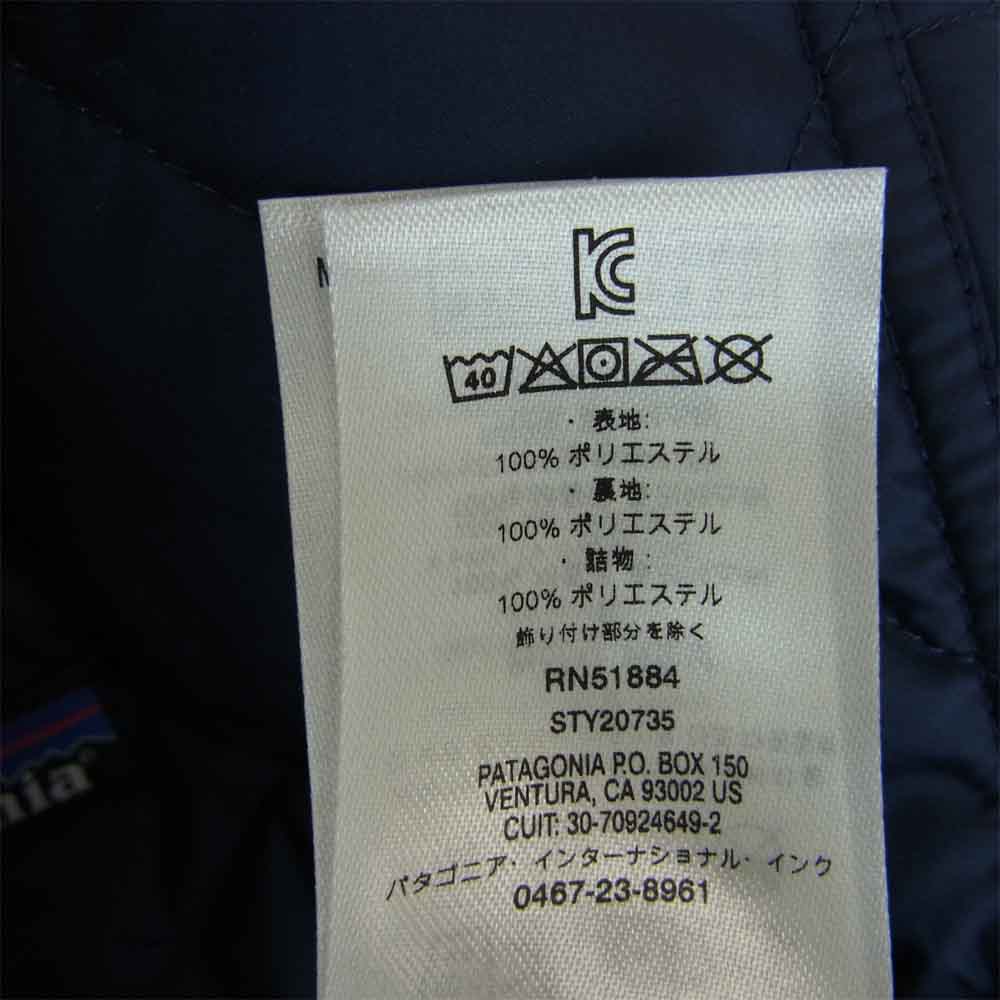 M
KC
40
・表地:
100% ポリエステル
・裏地:
100% ポリエステル
・詰物:
100% ポリエステル
飾り付け部分を除く
RN51884
STY20735
PATAGONIA P.O. BOX 150
VENTURA, CA 93002 US
CUIT: 30-70924649-2
パタゴニア・インターナショナル・インク
0467-23-8961
nia®